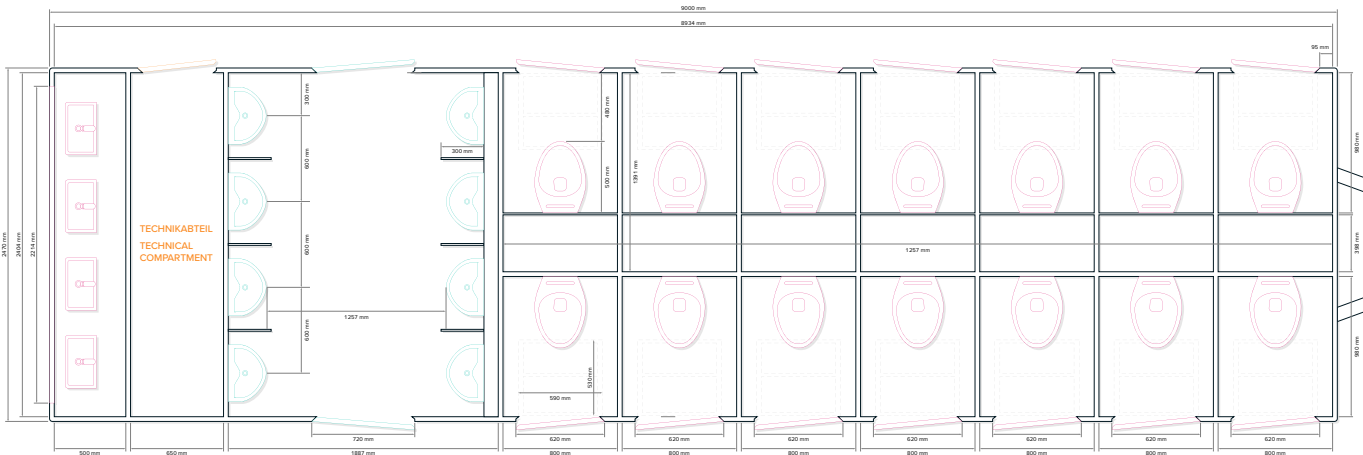 9000 mm
8934 mm
95 mm
2470 mm
2404 mm
2214 mm
300 mm
600 mm
600 mm
600 mm
300 mm
1257 mm
TECHNIKABTEIL
TECHNICAL
COMPARTMENT
480 mm
500 mm
1391 mm
1257 mm
980 mm
398 mm
980 mm
530 mm
590 mm
720 mm
620 mm
620 mm
620 mm
620 mm
620 mm
620 mm
620 mm
500 mm
650 mm
1887 mm
800 mm
800 mm
800 mm
800 mm
800 mm
800 mm
800 mm